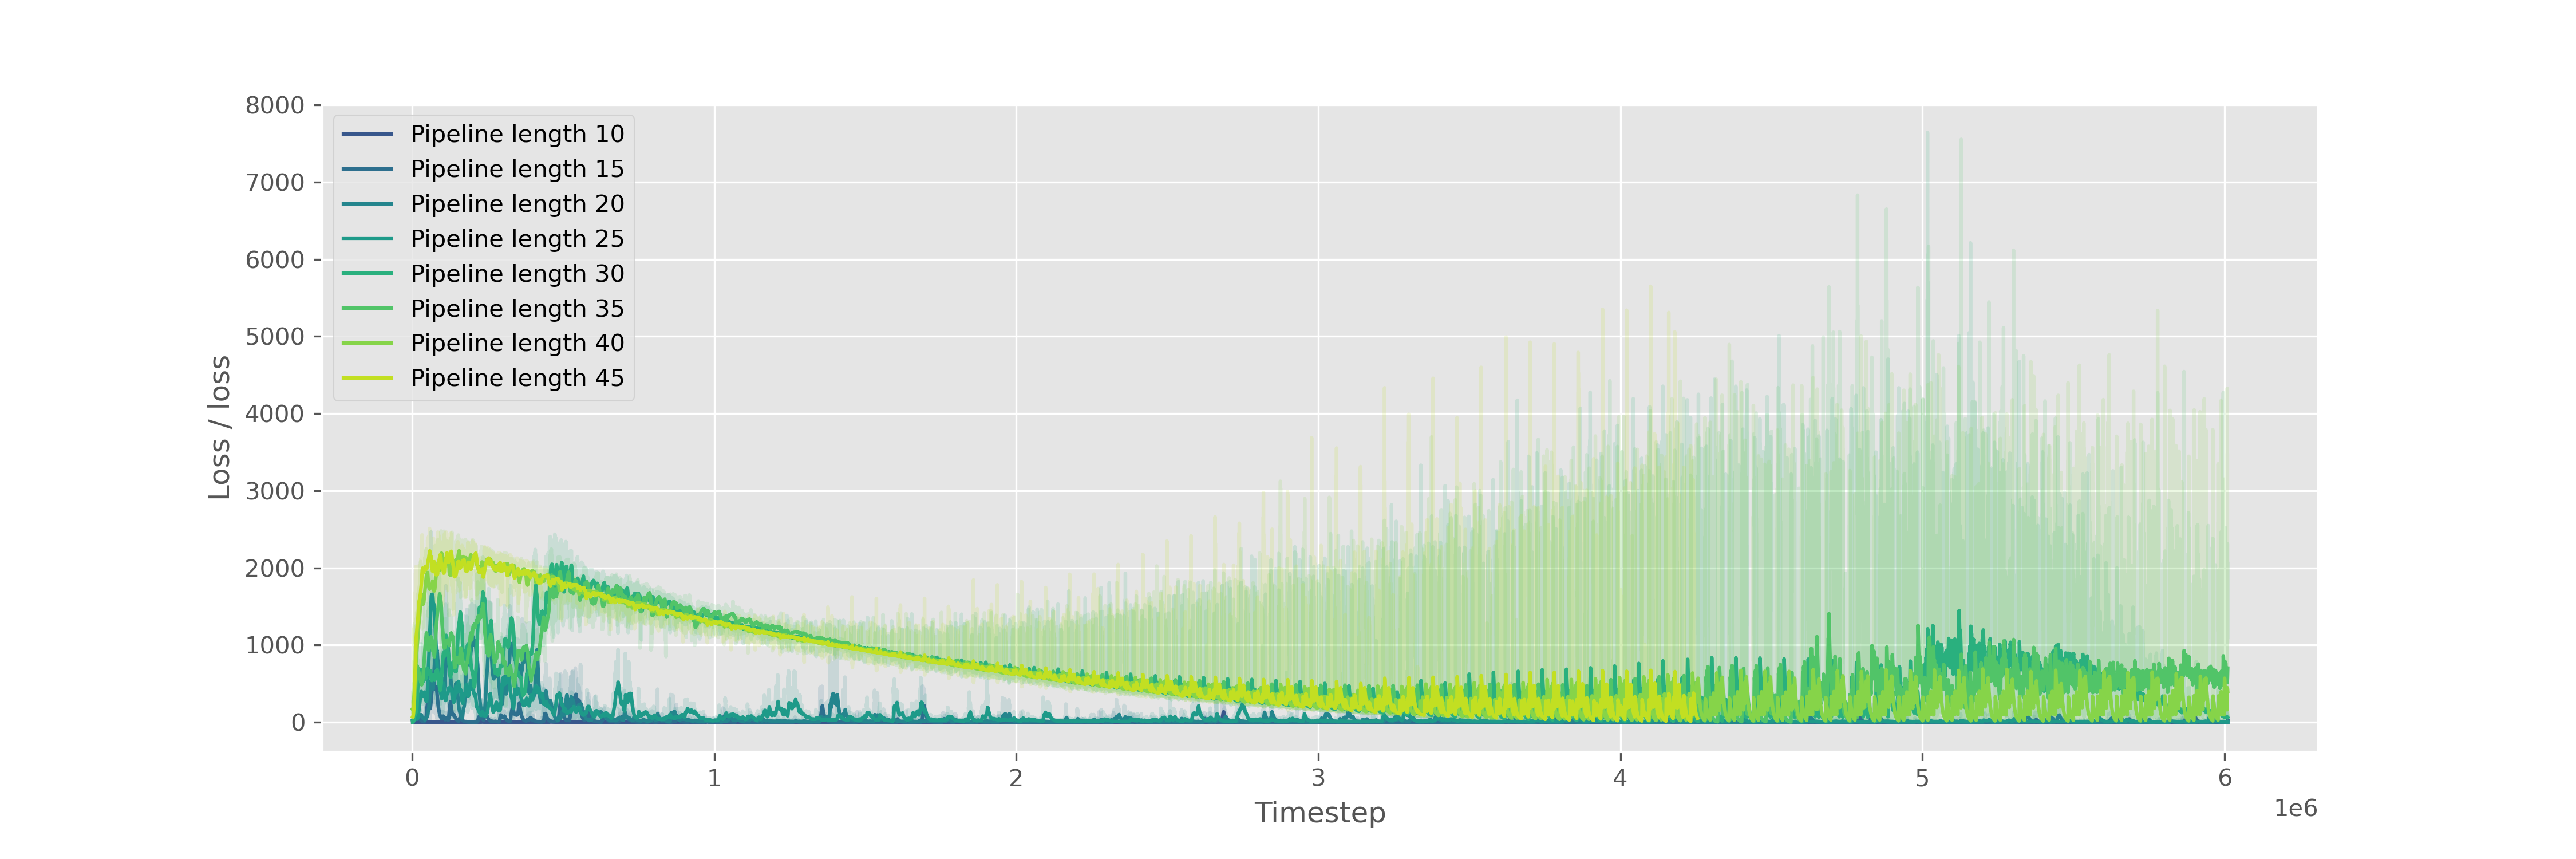 8000
7000
6000
5000
4000
3000
2000
1000
0
Loss / loss
Pipeline length 10
Pipeline length 15
Pipeline length 20
Pipeline length 25
Pipeline length 30
Pipeline length 35
Pipeline length 40
Pipeline length 45
0 1 2 3 4 5 6
1e6
Timestep